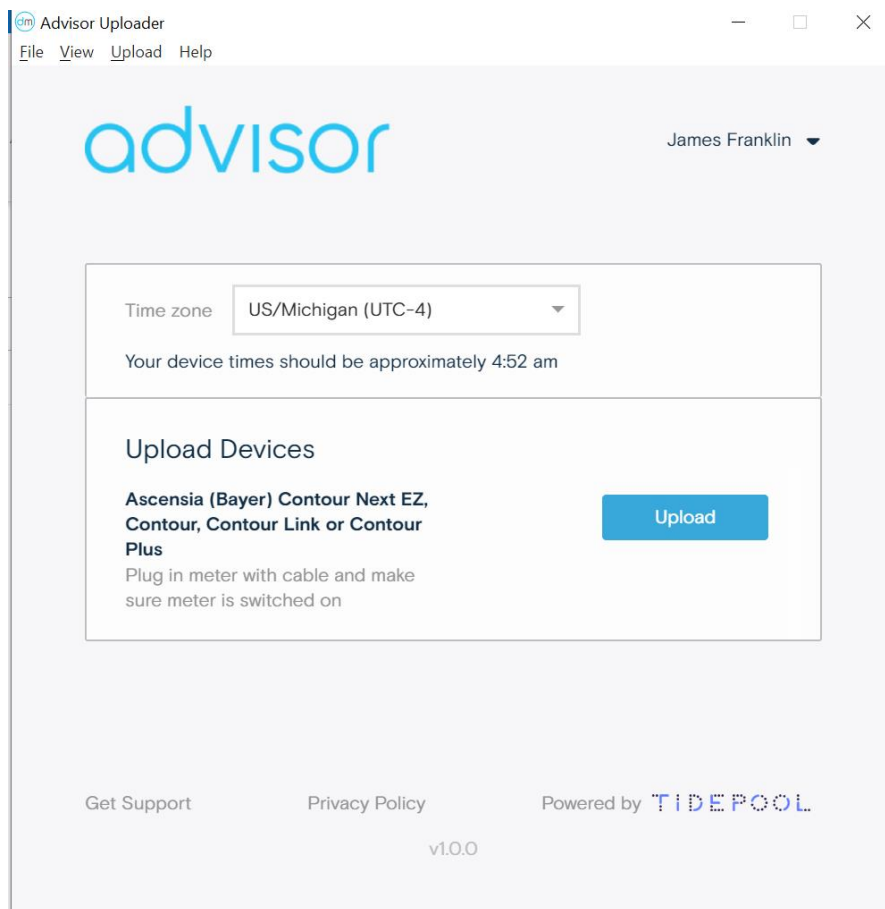 dm Advisor Uploader
File View Upload Help
advisor
James Franklin
Time zone
US/Michigan (UTC-4)
Your device times should be approximately 4:52 am
Upload Devices
Ascensia (Bayer) Contour Next EZ,
Contour, Contour Link or Contour
Plus
Plug in meter with cable and make
sure meter is switched on
Upload
Get Support
Privacy Policy
Powered by TIDEPOOL
v1.0.0